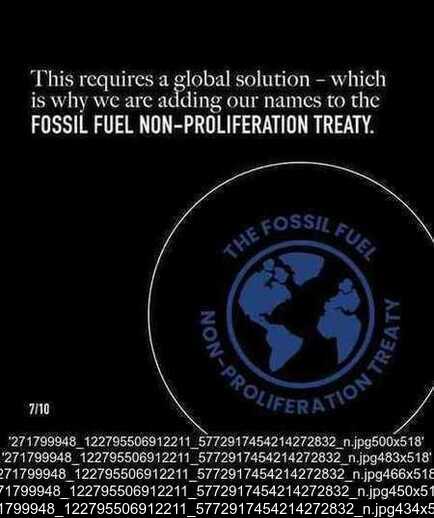 This requires a global solution – which
is why we are adding our names to the
FOSSIL FUEL NON-PROLIFERATION TREATY.
THE FOSSIL FUEL
NON-PROLIFERATION TREATY
7/10
'271799948_122795506912211_5772917454214272832_n.jpg500x518'
'271799948_122795506912211_5772917454214272832_n.jpg483x518'
271799948_122795506912211_5772917454214272832_n.jpg466x518
71799948_122795506912211_5772917454214272832_n.jpg450x51
1799948_122795506912211_5772917454214272832_n.jpg434x5